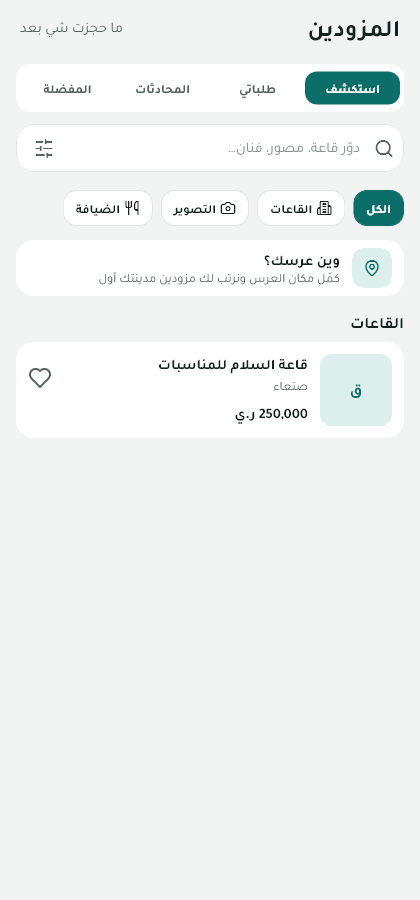 المزودين
ما حجزت شي بعد
استكشف
طلباتي
المحادثات
المفضلة
دوّر قاعة، مصور، فنان...
الكل
القاعات
التصوير
الضيافة
وين عرسك؟
كمّل مكان العرس ونرتب لك مزودين مدينتك أول
القاعات
ق
قاعة السلام للمناسبات
صنعاء
250,000 ر.ي